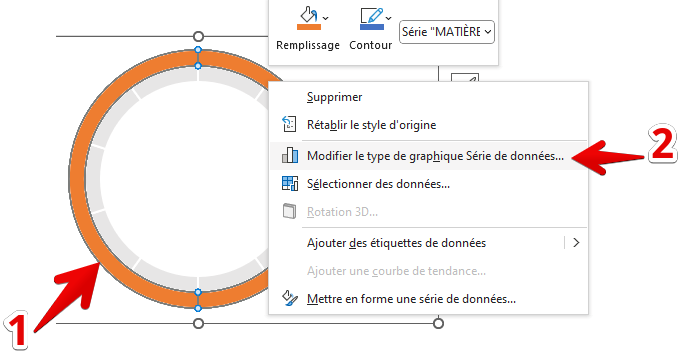 Remplissage
Contour
Série "MATIÈRE
Supprimer
Rétablir le style d'origine
Modifier le type de graphique Série de données...
Sélectionner des données...
Rotation 3D...
Ajouter des étiquettes de données
Ajouter une courbe de tendance...
Mettre en forme une série de données...
1
2